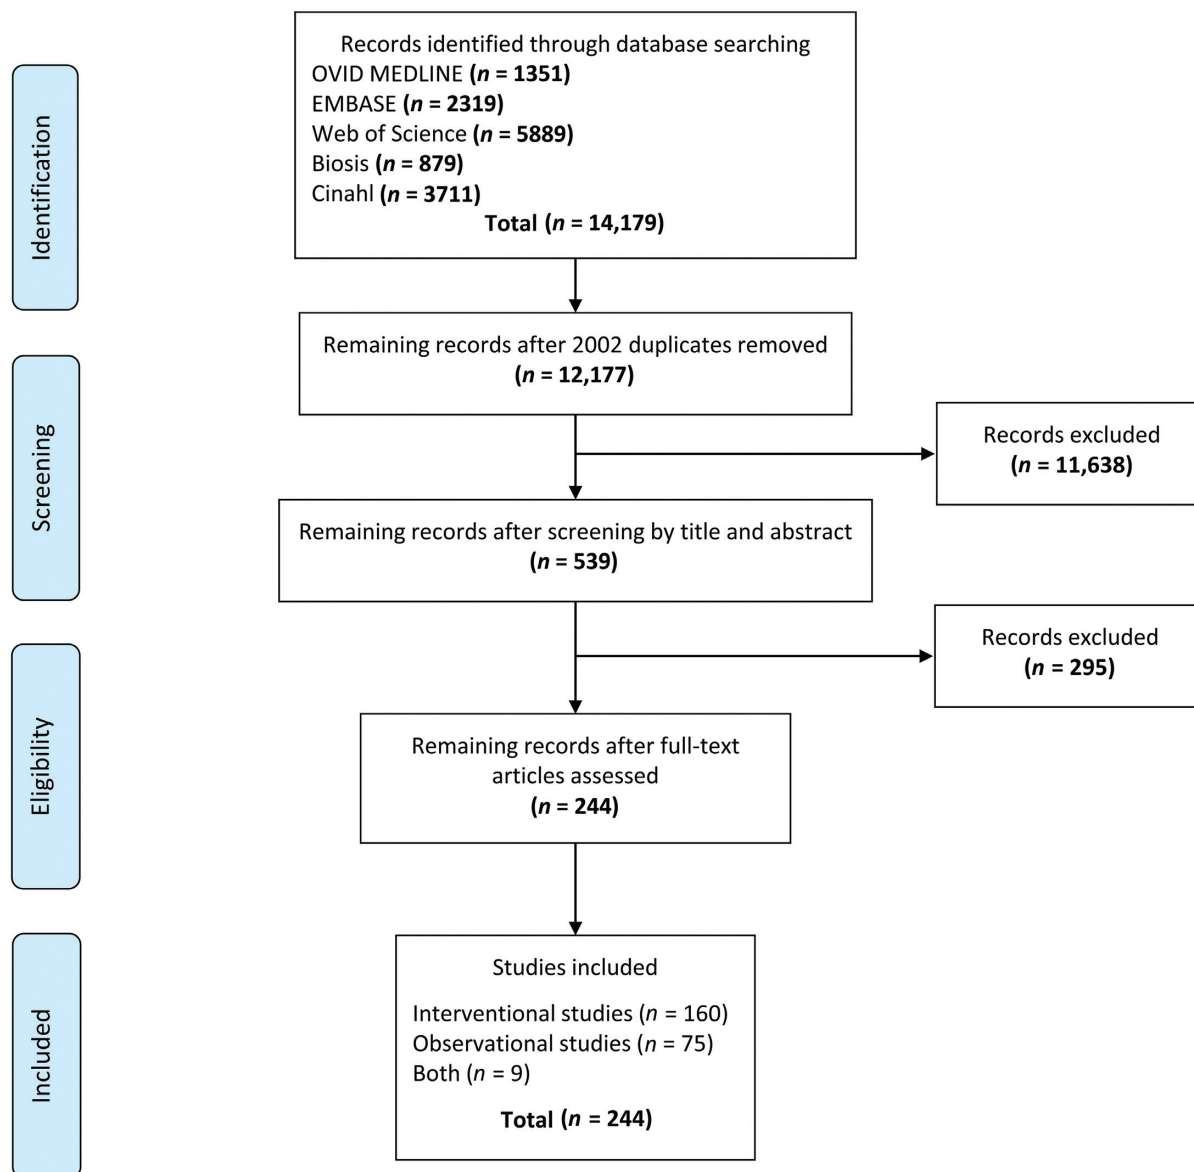 Identification
Records identified through database searching
OVID MEDLINE (n = 1351)
EMBASE (n = 2319)
Web of Science (n = 5889)
Biosis (n = 879)
Cinahl (n = 3711)
Total (n = 14,179)
Screening
Remaining records after 2002 duplicates removed
(n = 12,177)
Records excluded
(n = 11,638)
Remaining records after screening by title and abstract
(n = 539)
Eligibility
Records excluded
(n = 295)
Remaining records after full-text
articles assessed
(n = 244)
Included
Studies included
Interventional studies (n = 160)
Observational studies (n = 75)
Both (n = 9)
Total (n = 244)